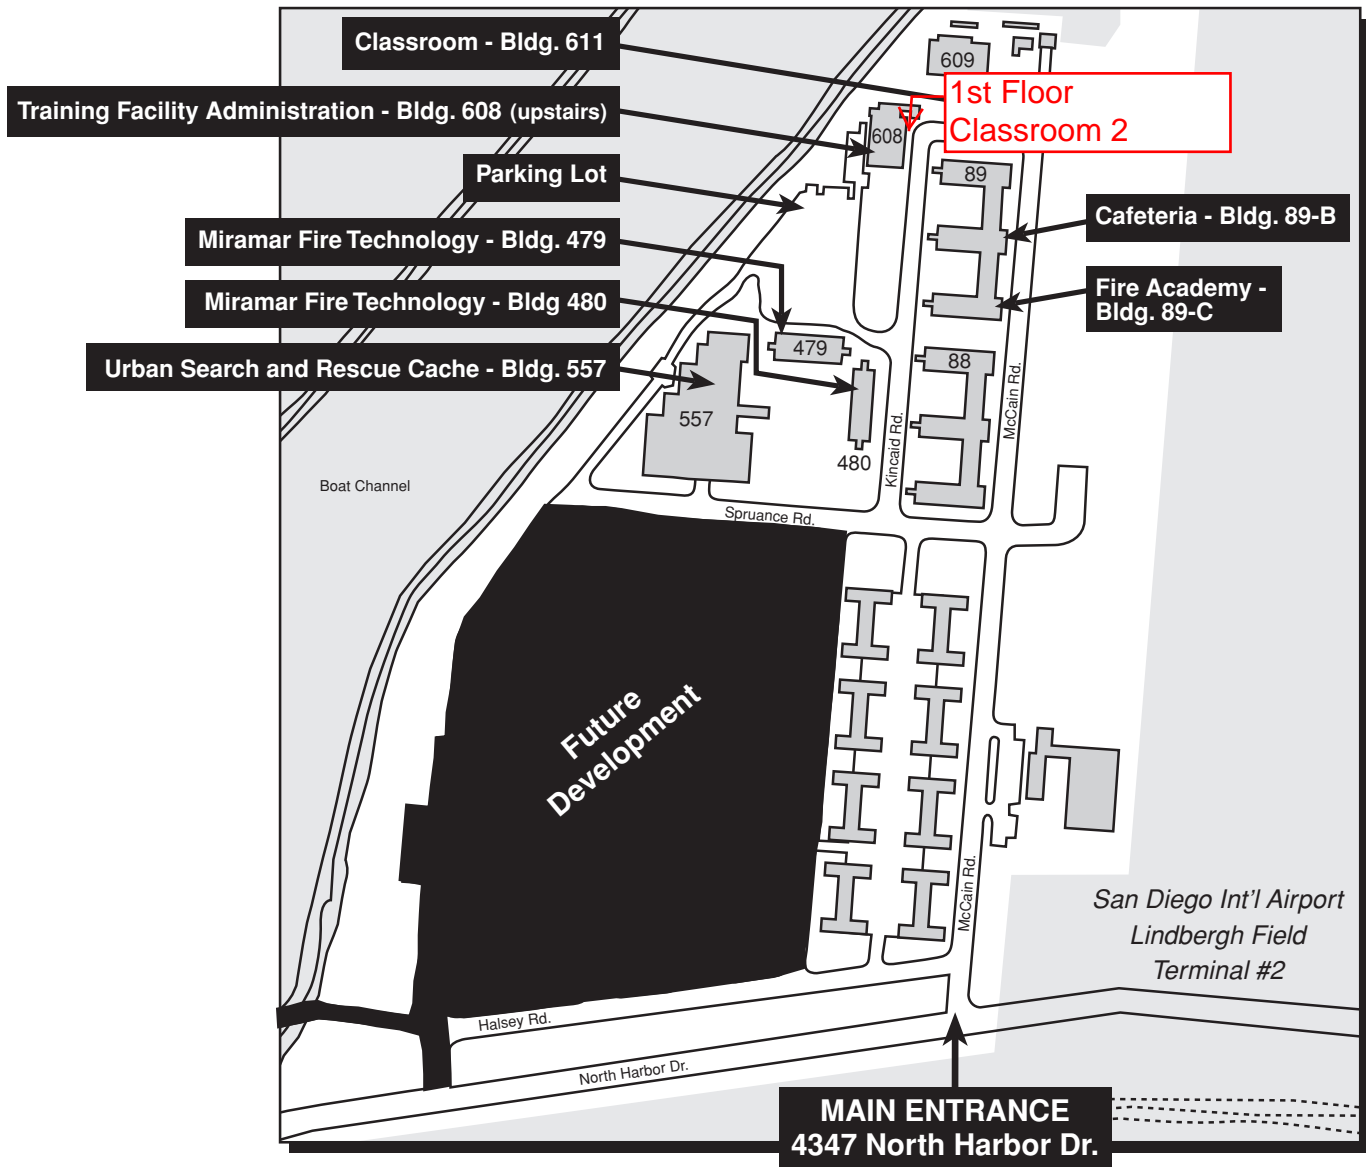 Classroom - Bldg. 611
609
1st Floor
Classroom 2
Training Facility Administration - Bldg. 608 (upstairs)
608
Parking Lot
89
Cafeteria - Bldg. 89-B
Miramar Fire Technology - Bldg. 479
Miramar Fire Technology - Bldg 480
Fire Academy -
Bldg. 89-C
479
88
Urban Search and Rescue Cache - Bldg. 557
557
480
Kincaid Rd.
McCain Rd.
Boat Channel
Spruance Rd.
Future
Development
McCain Rd.
San Diego Int'l Airport
Lindbergh Field
Terminal #2
Halsey Rd.
North Harbor Dr.
MAIN ENTRANCE
4347 North Harbor Dr.